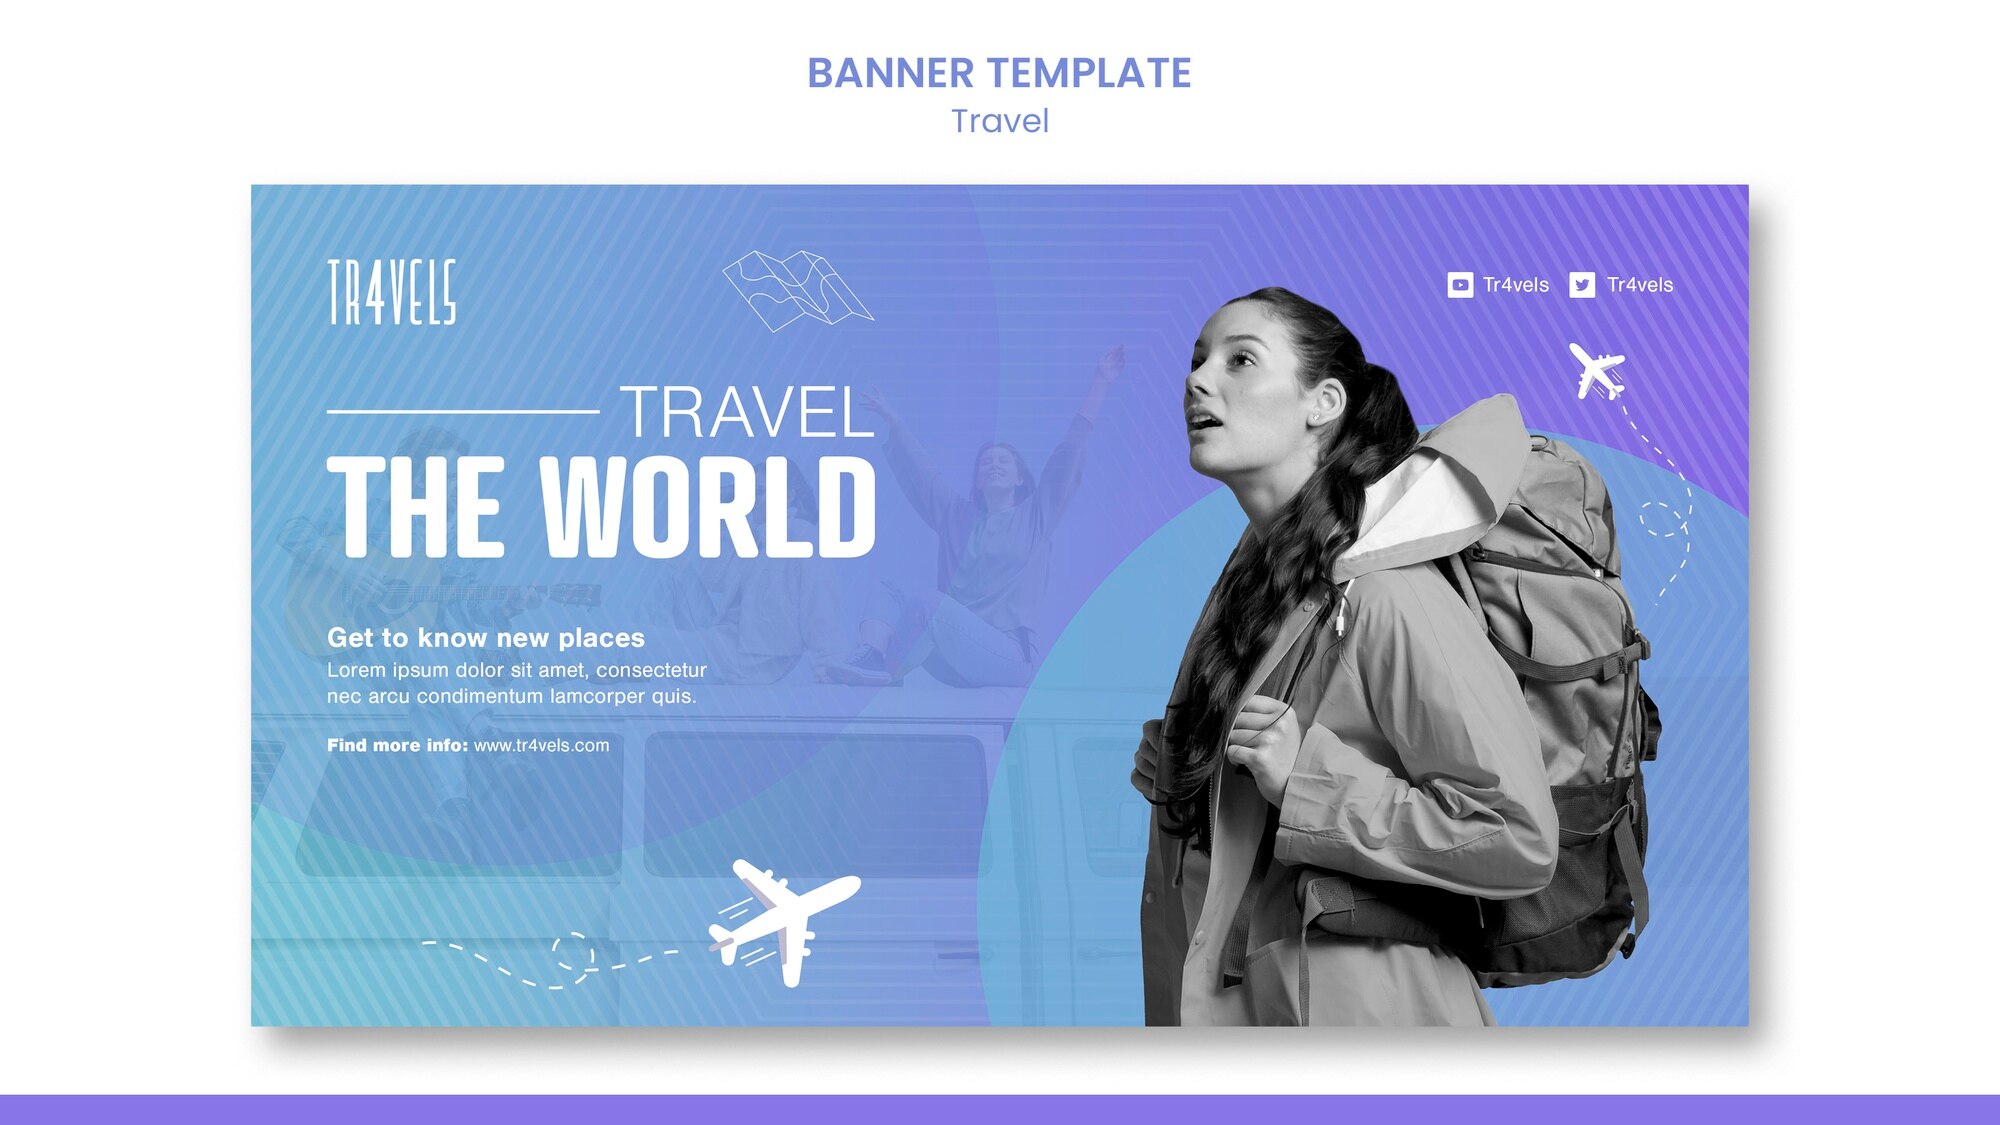 BANNER TEMPLATE
Travel
TR4VELS
Tr4vels Tr4vels
TRAVEL
THE WORLD
Get to know new places
Lorem ipsum dolor sit amet, consectetur
nec arcu condimentum lamcorper quis.
Find more info: www.tr4vels.com